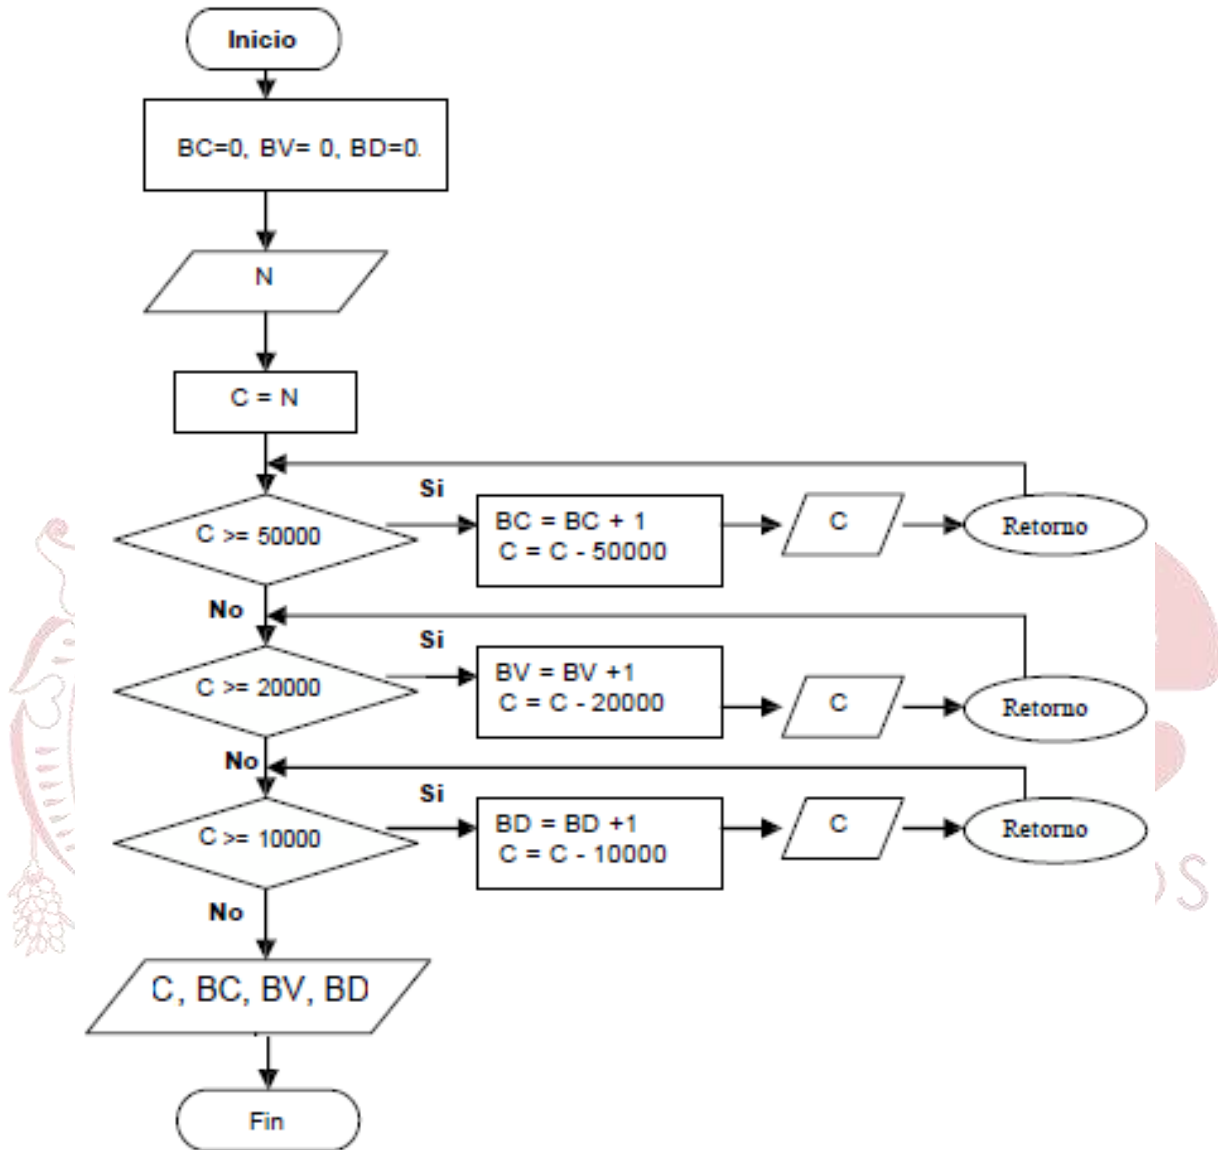 Inicio
BC=0, BV= 0, BD=0.
N
C = N
C >= 50000
Si
BC = BC + 1
C = C - 50000
C
Retorno
No
C >= 20000
Si
BV = BV +1
C = C - 20000
C
Retorno
No
C >= 10000
Si
BD = BD +1
C = C - 10000
C
Retorno
No
C, BC, BV, BD
Fin